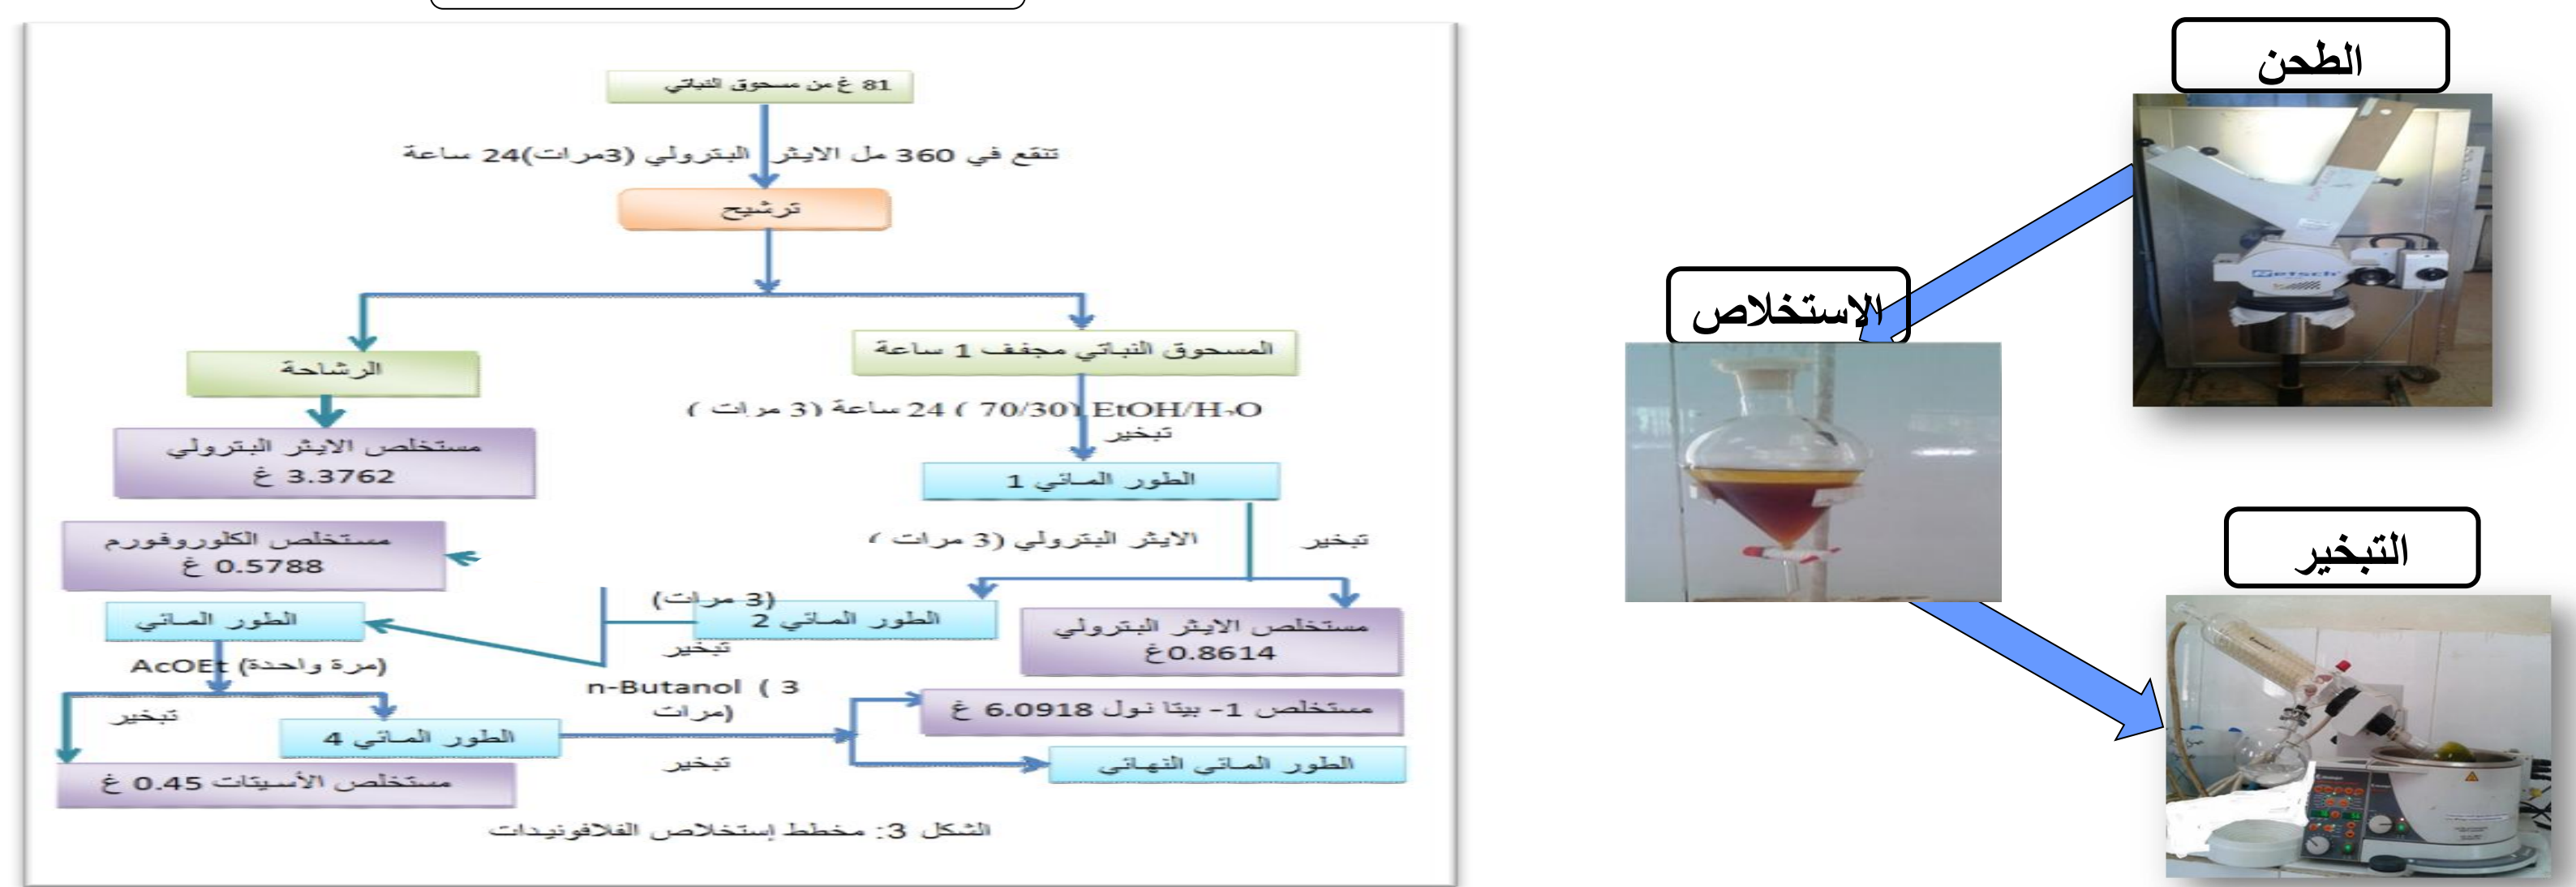 81 غ من مسحوق النباتي
تنقع في 360 مل الايثر البترولي (3مرات)24 ساعة
ترشيح
المسحوق النباتي مجفف 1 ساعة
الرشاحة
EtOH/H₂O (70/30 ) 24 ساعة (3 مرات )
تبخير
مستخلص الايثر البترولي
3.3762 غ
الطور المائي 1
الايثر البترولي (3 مرات )
تبخير
مستخلص الكلوروفورم
0.5788 غ
(3 مرات)
الطور المائي 2
تبخير
مستخلص الايثر البترولي
0.8614غ
الطور المائي
AcOEt (مرة واحدة)
تبخير
n-Butanol ( 3
مرات)
مستخلص 1- بيتا نول 6.0918 غ
الطور المائي 4
تبخير
الطور المائي النهائي
مستخلص الأسيتات 0.45 غ
الشكل 3: مخطط إستخلاص الفلافونيدات
الطحن
NETSCH
الاستخلاص
التبخير